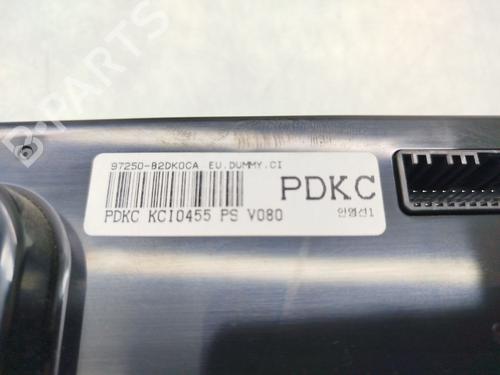 97250-B2DK0CA EU.DUMMY.CI
PDKC
PDKC KCI0455 PS V080
안영선1
B-PARTS